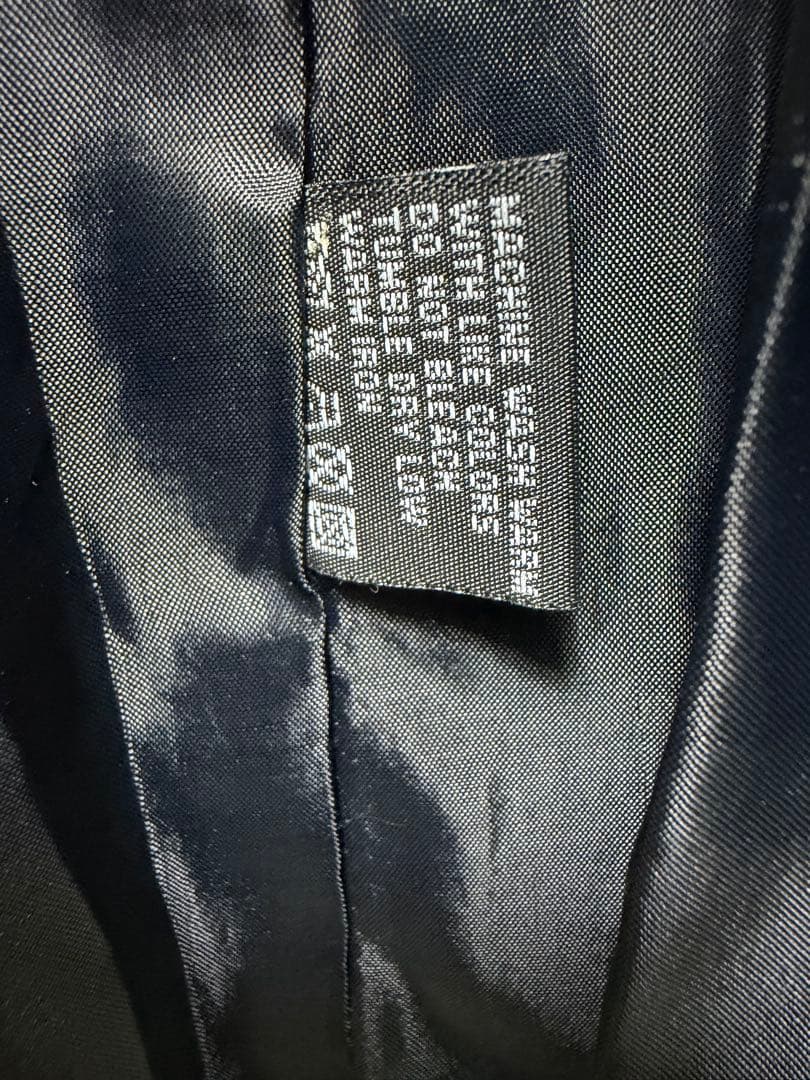 MACHINE WASH WARM
WITH LIKE COLORS
DO NOT BLEACH
TUMBLE DRY LOW
WARM IRON